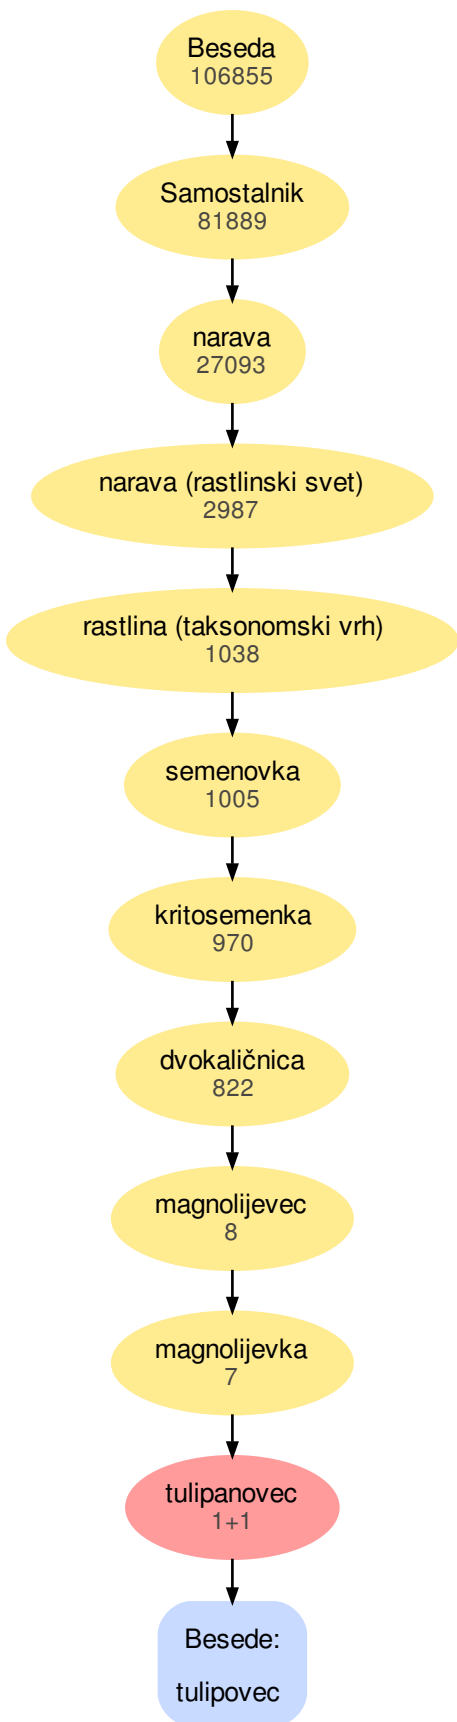 Beseda
106855
Samostalnik
81889
narava
27093
narava (rastlinski svet)
2987
rastlina (taksonomski vrh)
1038
semenovka
1005
kritosemenka
970
dvokaličnica
822
magnolijevec
8
magnolijevka
7
tulipanovec
1+1
Besede:
tulipovec